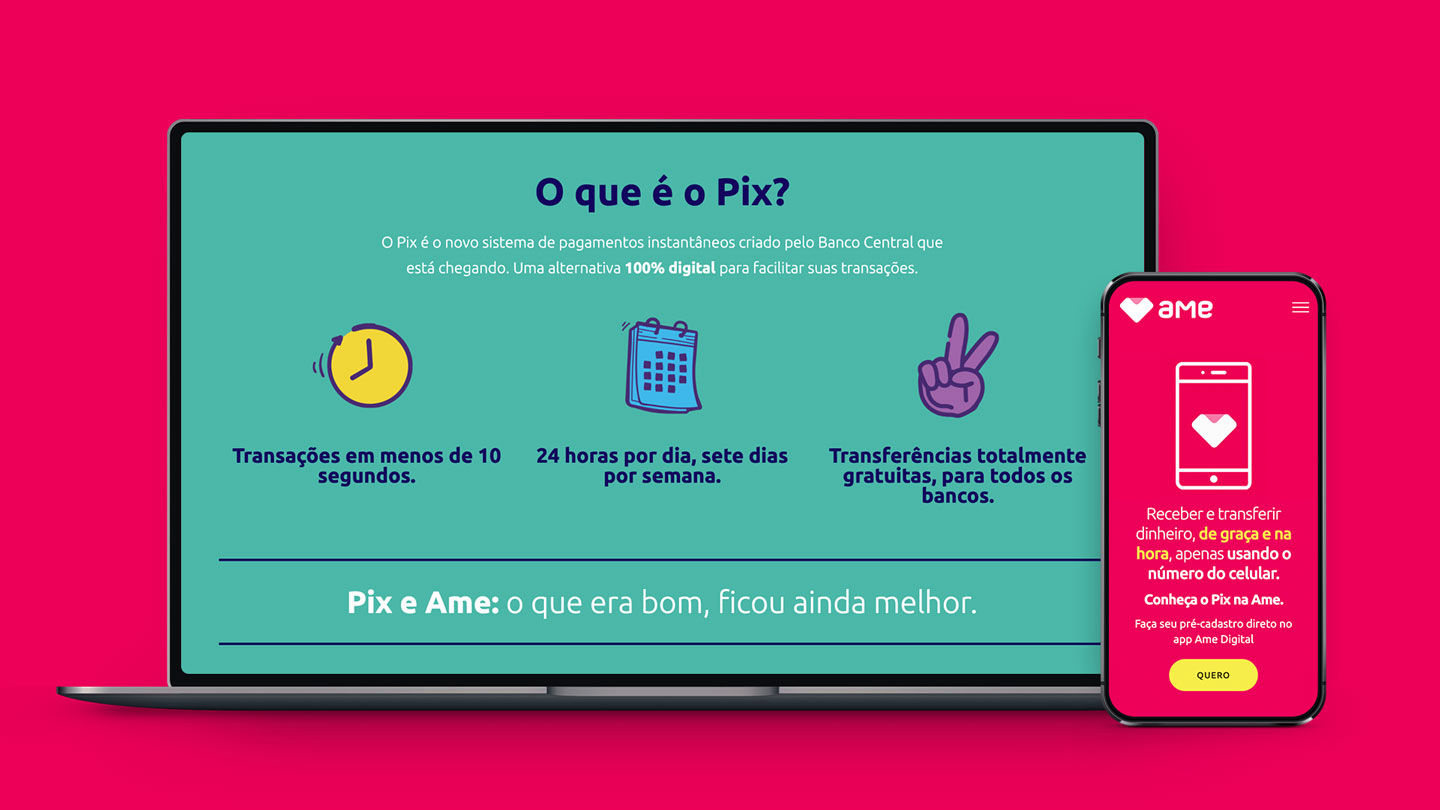 O que é o Pix?
O Pix é o novo sistema de pagamentos instantâneos criado pelo Banco Central que
está chegando. Uma alternativa 100% digital para facilitar suas transações.
Transações em menos de 10
segundos.
24 horas por dia, sete dias
por semana.
Transferências totalmente
gratuitas, para todos os
bancos.
Pix e Ame: o que era bom, ficou ainda melhor.
ame
Receber e transferir
dinheiro, de graça e na
hora, apenas usando o
número do celular.
Conheça o Pix na Ame.
Faça seu pré-cadastro direto no
app Ame Digital
QUERO